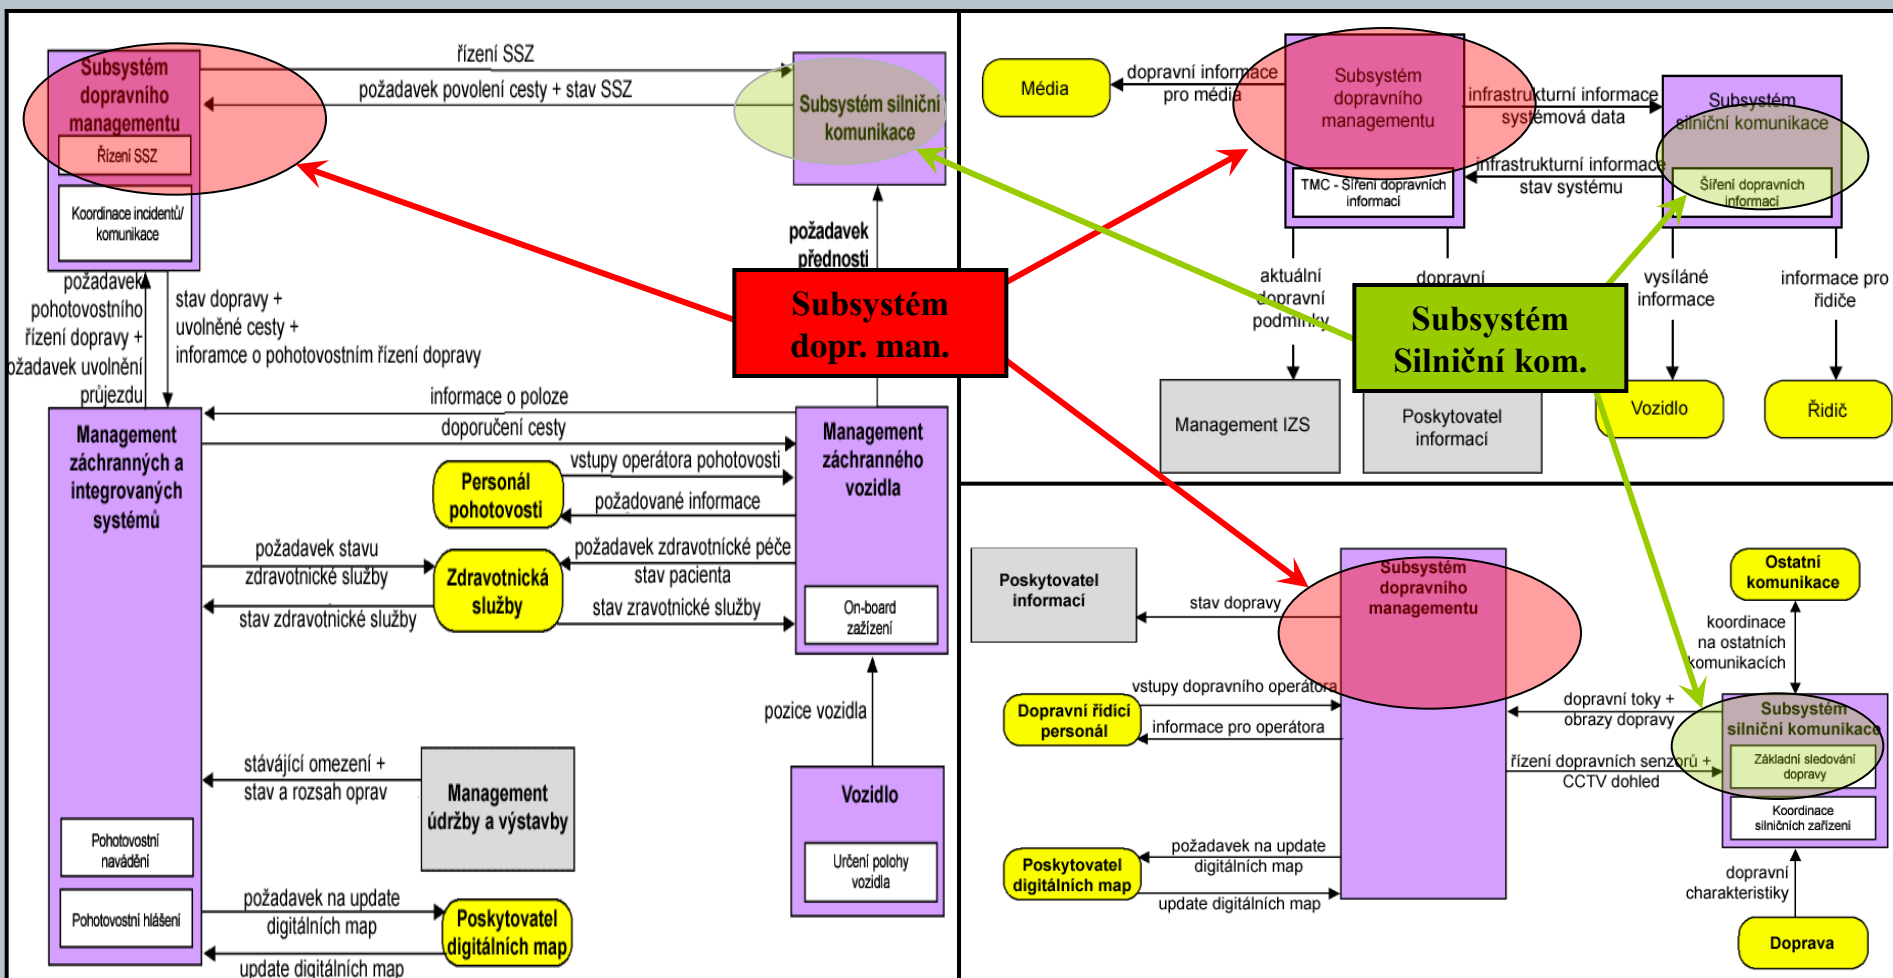 Subsystém
dopravního
managementu
Řízení SSZ
Koordinace incidentů/
komunikace
řízení SSZ
požadavek povolení cesty + stav SSZ
Subsystém silniční
komunikace
požadavek
přednosti
požadavek
pohotovostního
řízení dopravy +
požadavek uvolnění
průjezdu
stav dopravy +
uvolněné cesty +
inforamce o pohotovostním řízení dopravy
Management
záchranných a
integrovaných
systémů
Pohotovostní
navádění
Pohotovostní hlášení
informace o poloze
doporučení cesty
vstupy operátora pohotovosti
Personál
pohotovosti
požadované informace
požadavek stavu
zdravotnické služby
požadavek zdravotnické péče
stav pacienta
Zdravotnická
služby
stav zdravotnické služby
stav zravotnické služby
Management
záchranného
vozidla
On-board
zažízení
pozice vozidla
stávající omezení +
stav a rozsah oprav
Management
údržby a výstavby
Vozidlo
Určení polohy
vozidla
požadavek na update
digitálních map
Poskytovatel
digitálních map
update digitálních map
Subsystém
dopr. man.
Média
dopravní informace
pro média
Subsystém
dopravního
managementu
TMC - Šíření dopravních
informací
infrastrukturní informace
systémová data
infrastrukturní informace
stav systému
Subsystém
silniční komunikace
Šíření dopravních
informací
aktuální
dopravní
podmínky
dopravní
vysíláné
informace
informace pro
řidiče
Subsystém
Silniční kom.
Management IZS
Poskytovatel
informací
Vozidlo
Řidič
Poskytovatel
informací
stav dopravy
Subsystém
dopravního
managementu
Ostatní
komunikace
koordinace
na ostatních
komunikacích
Dopravní řídící
personál
vstupy dopravního operátora
informace pro operátora
dopravní toky +
obrazy dopravy
řízení dopravních senzorů +
CCTV dohled
Subsystém
silniční komunikace
Základní sledování
dopravy
Koordinace
silničních zařízení
Poskytovatel
digitálních map
požadavek na update
digitálních map
update digitálních map
dopravní
charakteristiky
Doprava